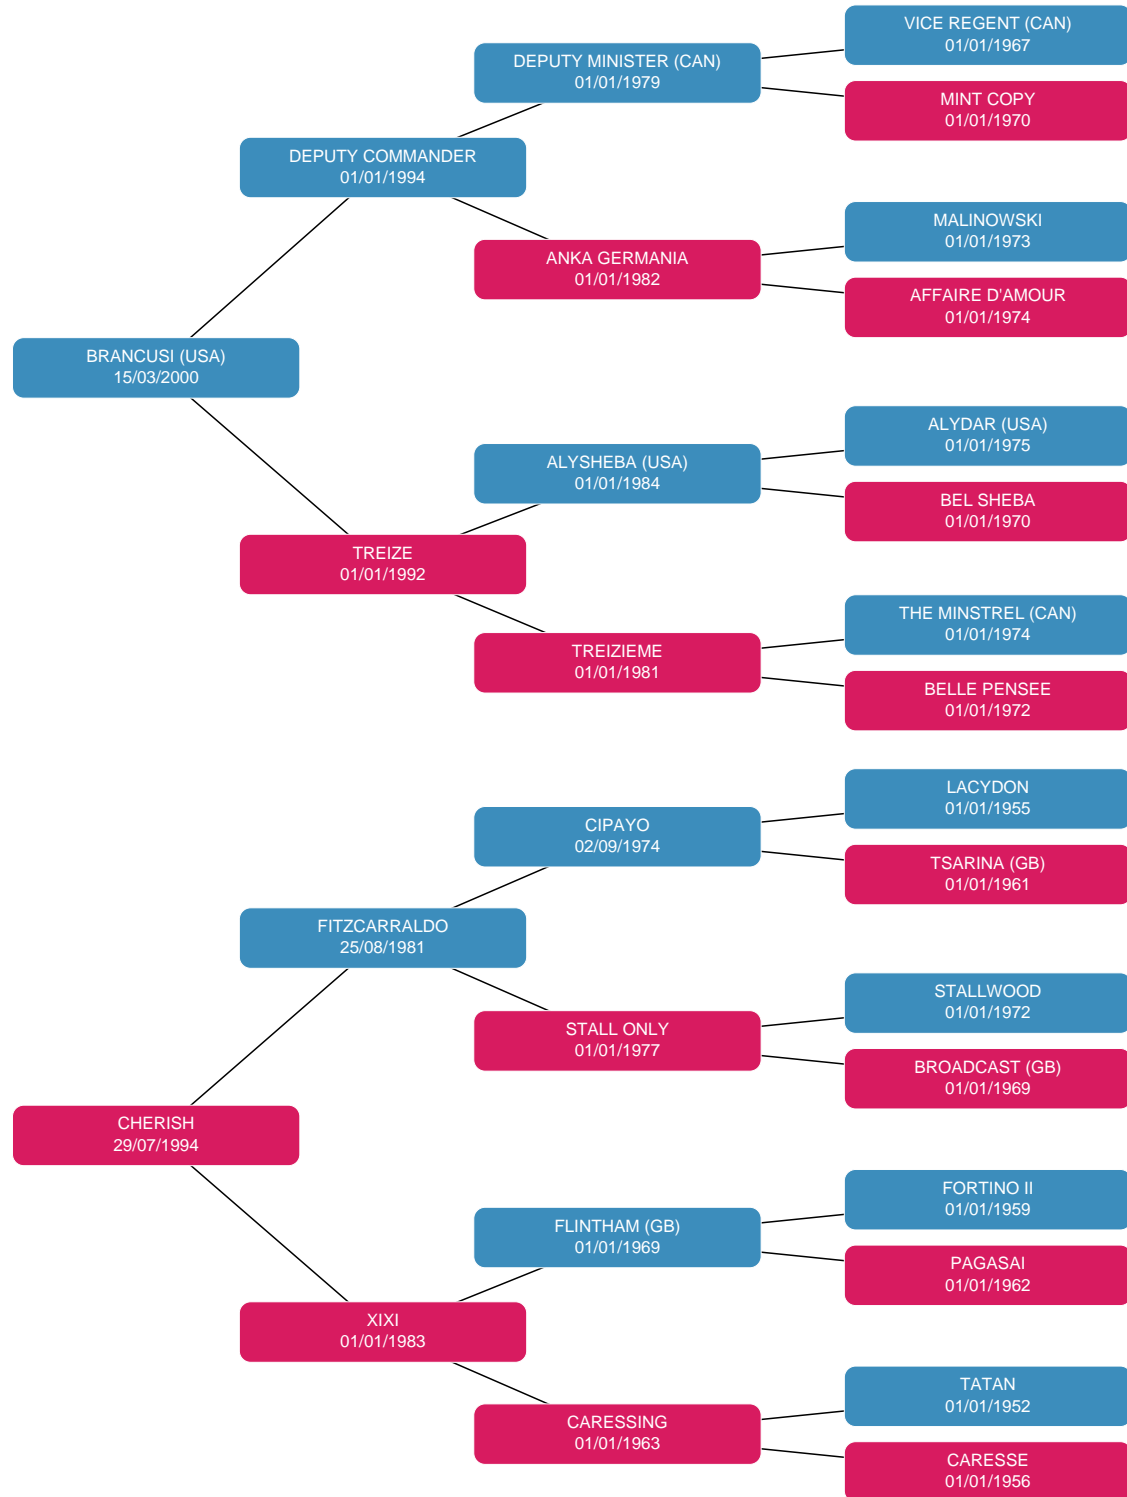 VICE REGENT (CAN)
01/01/1967
DEPUTY MINISTER (CAN)
01/01/1979
MINT COPY
01/01/1970
DEPUTY COMMANDER
01/01/1994
MALINOWSKI
01/01/1973
ANKA GERMANIA
01/01/1982
AFFAIRE D'AMOUR
01/01/1974
BRANCUSI (USA)
15/03/2000
ALYDAR (USA)
01/01/1975
ALYSHEBA (USA)
01/01/1984
BEL SHEBA
01/01/1970
TREIZE
01/01/1992
THE MINSTREL (CAN)
01/01/1974
TREIZIEME
01/01/1981
BELLE PENSEE
01/01/1972
LACYDON
01/01/1955
CIPAYO
02/09/1974
TSARINA (GB)
01/01/1961
FITZCARRALDO
25/08/1981
STALLWOOD
01/01/1972
STALL ONLY
01/01/1977
BROADCAST (GB)
01/01/1969
CHERISH
29/07/1994
FORTINO II
01/01/1959
FLINTHAM (GB)
01/01/1969
PAGASAI
01/01/1962
XIXI
01/01/1983
TATAN
01/01/1952
CARESSING
01/01/1963
CARESSE
01/01/1956